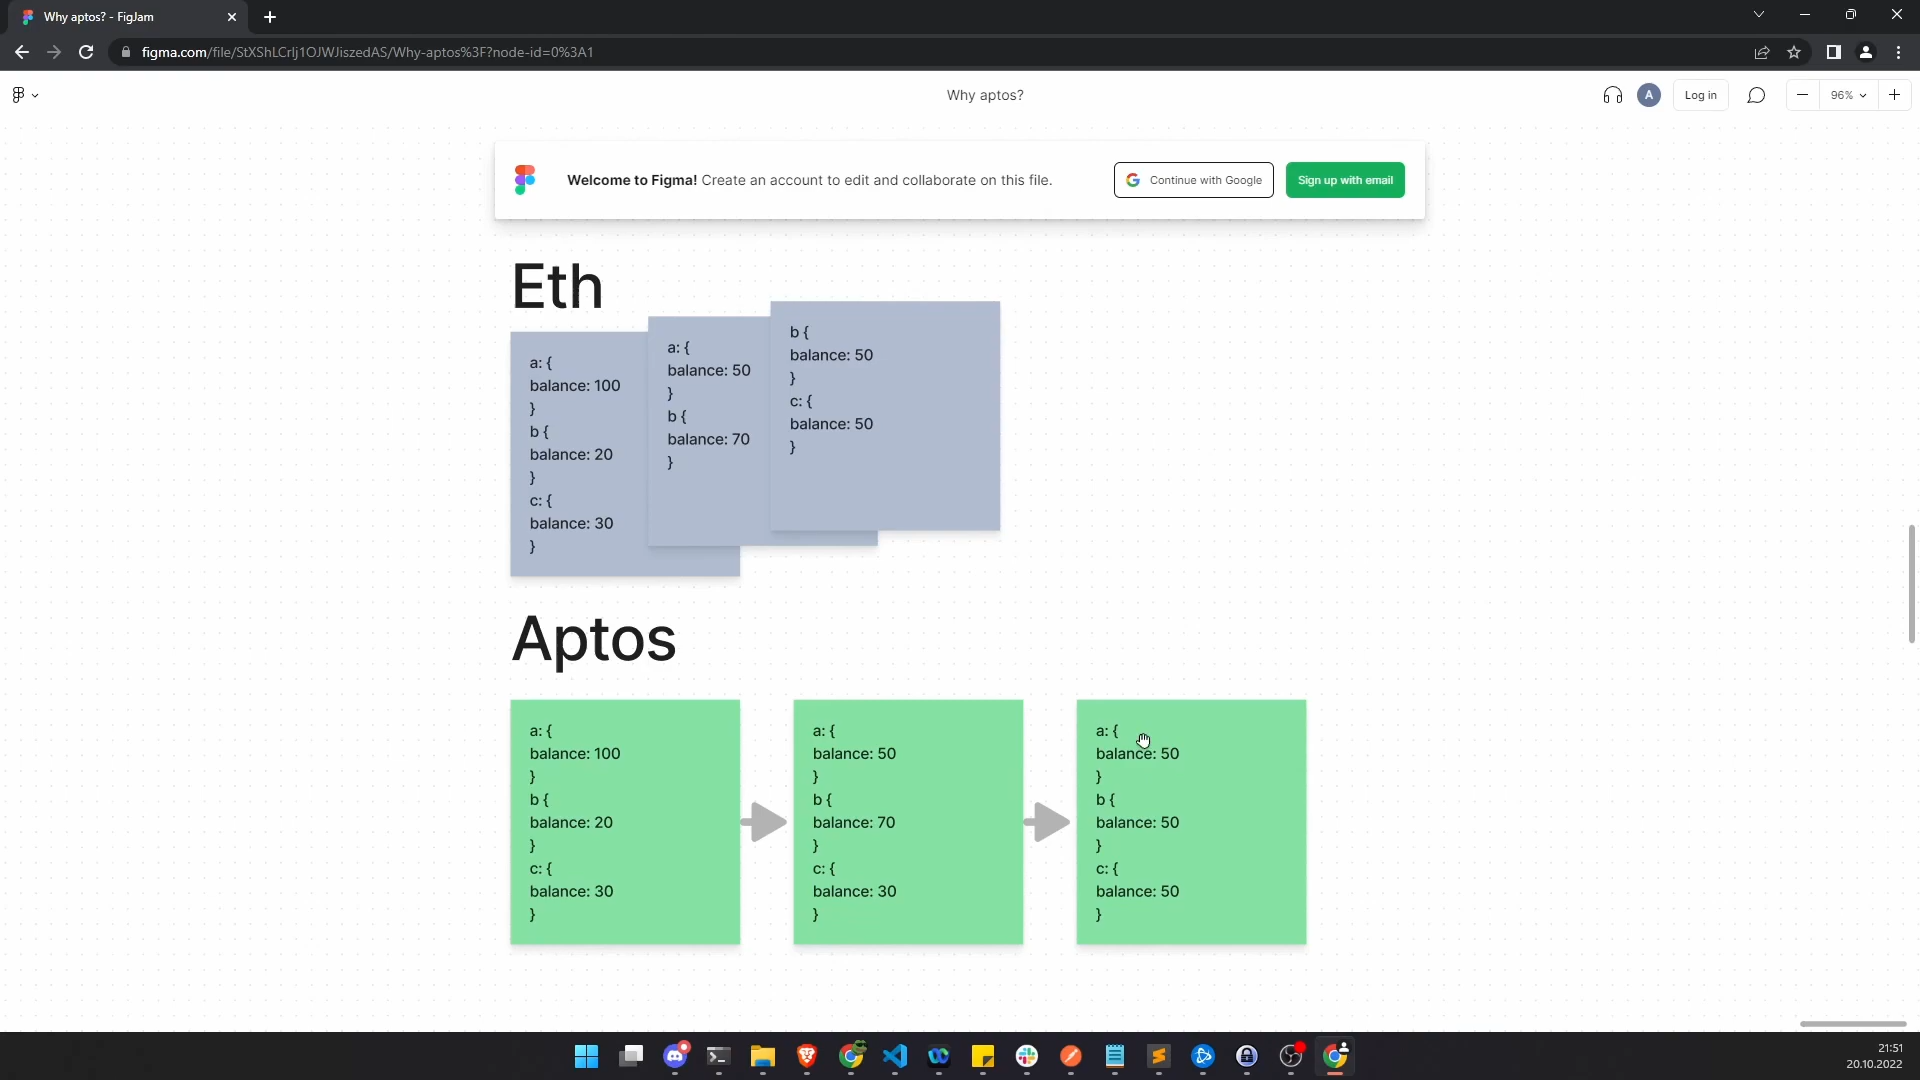 Why aptos? - FigJam
figma.com/file/StXShLCrlj1OJWJiszedAS/Why-aptos%3F?node-id=0%3A1
Why aptos?
A
Log in
96%
Welcome to Figma! Create an account to edit and collaborate on this file.
Continue with Google
Sign up with email
Eth
a: {
balance: 100
}
b {
balance: 20
}
c: {
balance: 30
}
a: {
balance: 50
}
b {
balance: 70
}
b {
balance: 50
}
c: {
balance: 50
}
Aptos
a: {
balance: 100
}
b {
balance: 20
}
c: {
balance: 30
}
a: {
balance: 50
}
b {
balance: 70
}
c: {
balance: 30
}
a: {
balance: 50
}
b {
balance: 50
}
c: {
balance: 50
}
21:51
20.10.2022